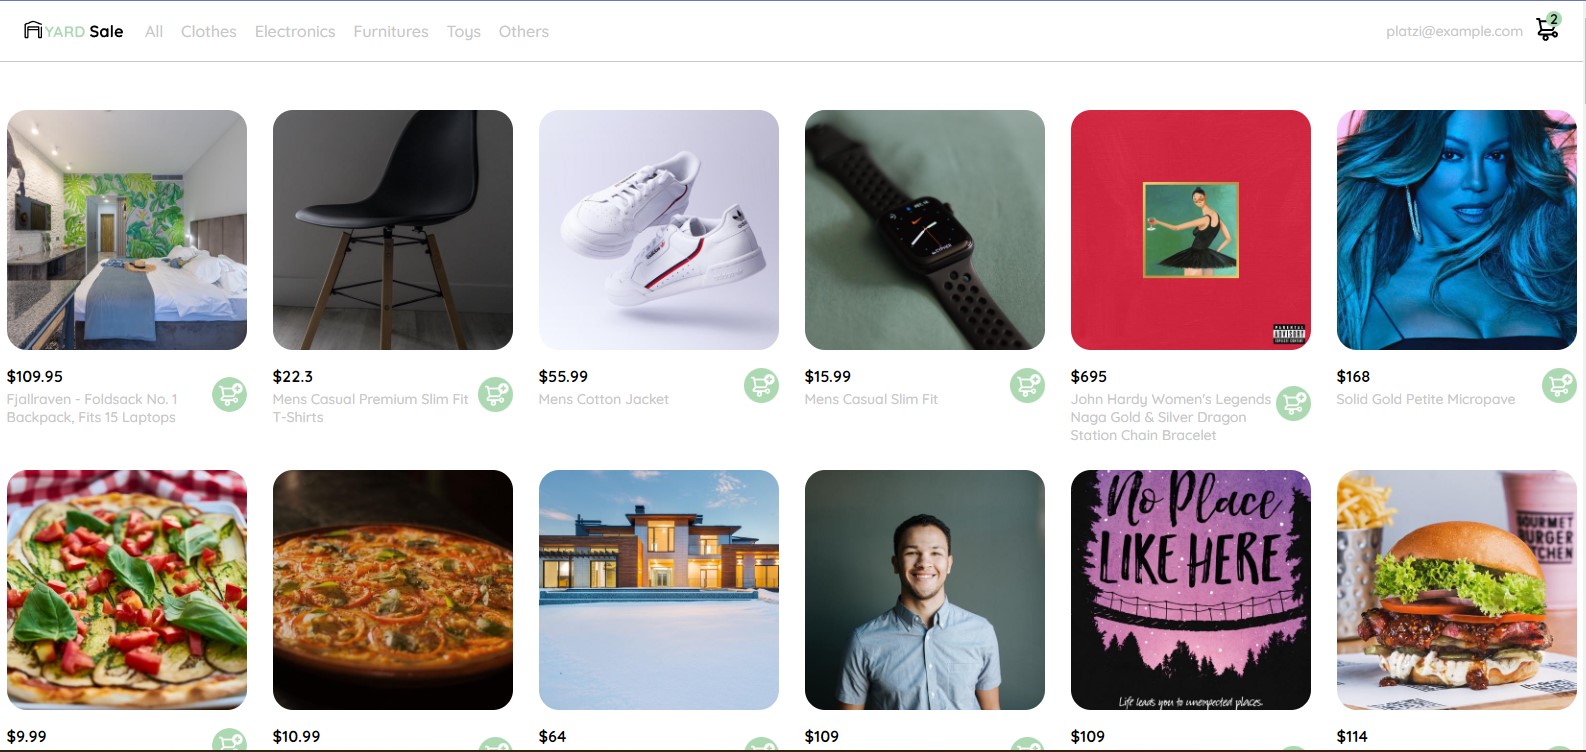 YARD Sale All Clothes Electronics Furnitures Toys Others platzi@example.com 2
PARENTAL
ADVISORY
EXPLICIT CONTENT
$109.95
Fjallraven - Foldsack No. 1
Backpack, Fits 15 Laptops
$22.3
Mens Casual Premium Slim Fit
T-Shirts
$55.99
Mens Cotton Jacket
$15.99
Mens Casual Slim Fit
$695
John Hardy Women's Legends
Naga Gold & Silver Dragon
Station Chain Bracelet
$168
Solid Gold Petite Micropave
No Place
LIKE HERE
Life leads you to unexpected places.
GOURMET
BURGER
KITCHEN
$9.99
$10.99
$64
$109
$109
$114